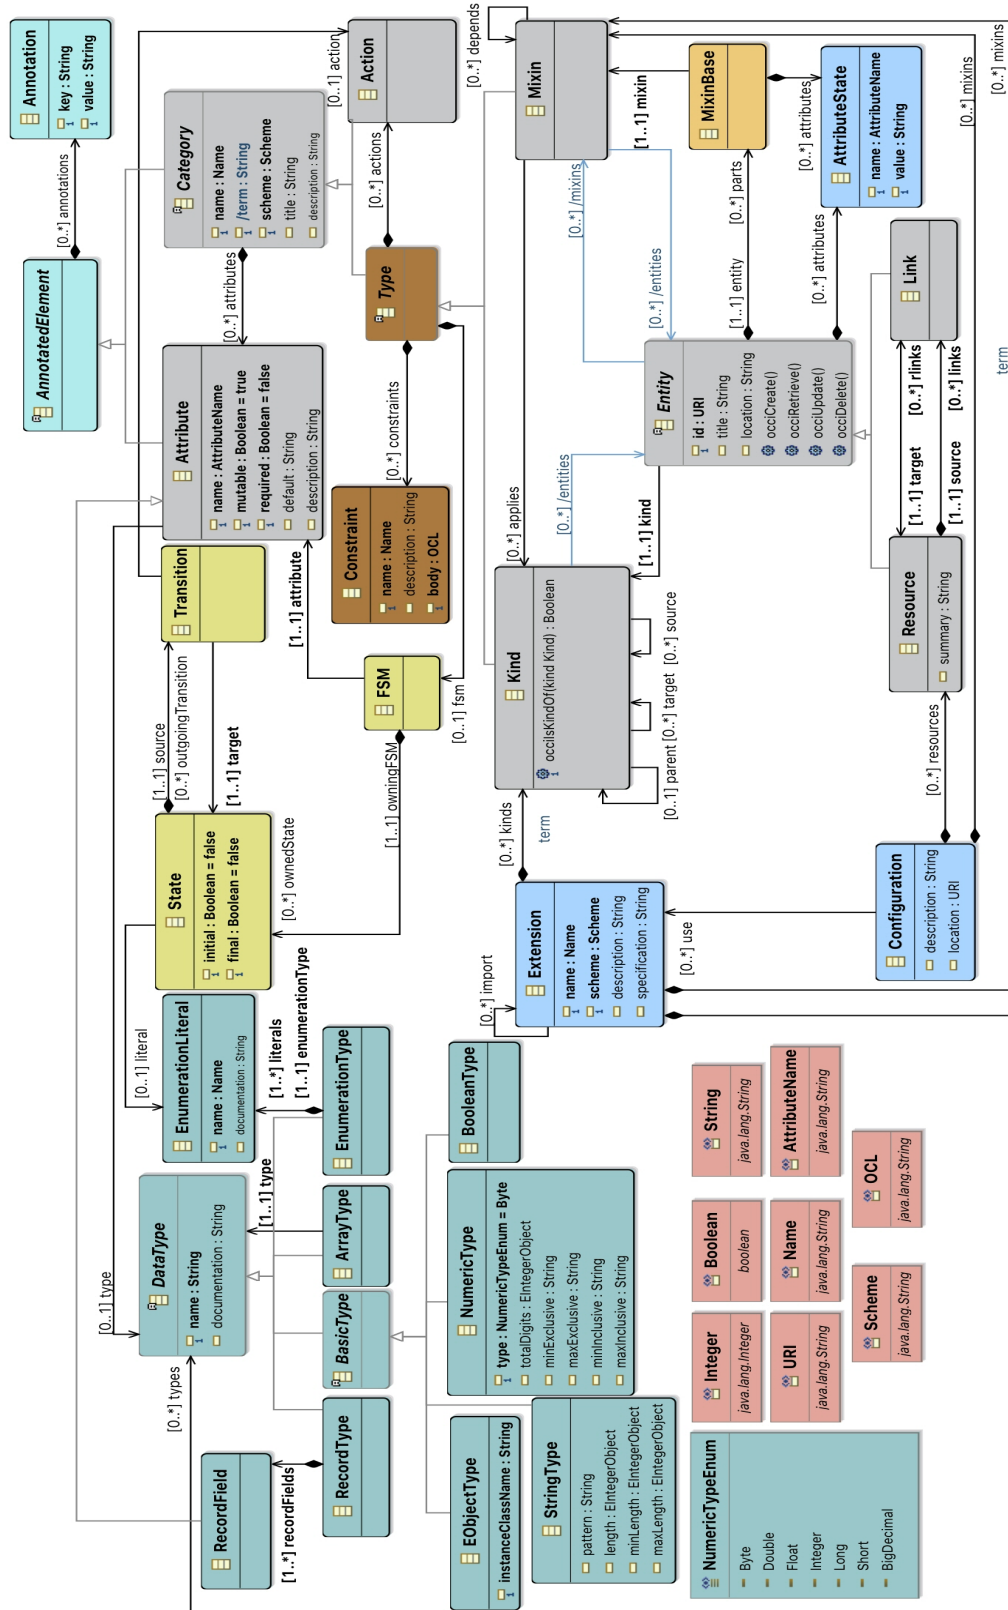 RecordField
[1..*] recordFields
RecordType
[0..*] types
DataType
name : String
documentation : String
[0..1] type
BasicType
ArrayType
[1..1] type
EnumerationType
[1..*] literals
[1..1] enumerationType
EnumerationLiteral
name : Name
documentation : String
[0..1] literal
State
initial : Boolean = false
final : Boolean = false
[0..*] ownedState
[1..1] owningFSM
[1..1] source
[0..*] outgoingTransition
[1..1] target
Transition
FSM
[1..1] attribute
[0..1] fsm
Attribute
name : AttributeName
mutable : Boolean = true
required : Boolean = false
default : String
description : String
[0..*] attributes
AnnotatedElement
[0..*] annotations
Annotation
key : String
value : String
Category
name : Name
/term : String
scheme : Scheme
title : String
description : String
[0..1] action
Action
[0..*] actions
Type
[0..*] constraints
Constraint
name : Name
description : String
body : OCL
EObjectType
instanceClassName : String
StringType
pattern : String
length : EIntegerObject
minLength : EIntegerObject
maxLength : EIntegerObject
NumericType
type : NumericTypeEnum = Byte
totalDigits : EIntegerObject
minExclusive : String
maxExclusive : String
minInclusive : String
maxInclusive : String
BooleanType
[0..*] import
Extension
name : Name
scheme : Scheme
description : String
specification : String
[0..*] kinds
term
[0..*] use
Kind
occiIsKindOf(kind Kind) : Boolean
[0..1] parent
[0..*] target
[0..*] source
[0..*] applies
[0..*] /entities
[1..1] kind
Mixin
[0..*] depends
[0..*] /mixins
[0..*] /entities
[1..1] mixin
MixinBase
[1..1] entity
[0..*] parts
[0..*] attributes
AttributeState
name : AttributeName
value : String
[0..*] attributes
Entity
id : URI
title : String
location : String
occiCreate()
occiRetrieve()
occiUpdate()
occiDelete()
Resource
summary : String
[0..*] resources
Link
[1..1] target
[0..*] rlinks
[1..1] source
[0..*] links
Configuration
description : String
location : URI
[0..*] mixins
[0..*] mixins
term
NumericTypeEnum
Byte
Double
Float
Integer
Long
Short
BigDecimal
Integer
java.lang.Integer
Boolean
boolean
String
java.lang.String
URI
java.lang.String
Name
java.lang.String
AttributeName
java.lang.String
Scheme
java.lang.String
OCL
java.lang.String